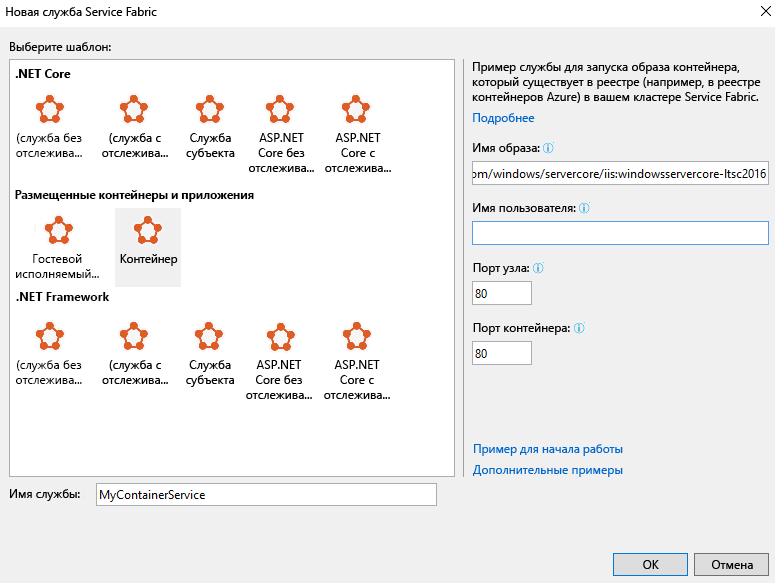 Новая служба Service Fabric
Выберите шаблон:
.NET Core
(служба без
отслежива...
(служба с
отслежива...
Служба
субъекта
ASP.NET
Core без
отслежива...
ASP.NET
Core с
отслежива...
Размещенные контейнеры и приложения
Гостевой
исполняемый...
Контейнер
.NET Framework
(служба без
отслежива...
(служба с
отслежива...
Служба
субъекта
ASP.NET
Core без
отслежива...
ASP.NET
Core с
отслежива...
Имя службы:
MyContainerService
Пример службы для запуска образа контейнера,
который существует в реестре (например, в реестре
контейнеров Azure) в вашем кластере Service Fabric.
Подробнее
Имя образа:
om/windows/servercore/iis:windowsservercore-ltsc2016
Имя пользователя:
Порт узла:
80
Порт контейнера:
80
Пример для начала работы
Дополнительные примеры
ОК
Отмена